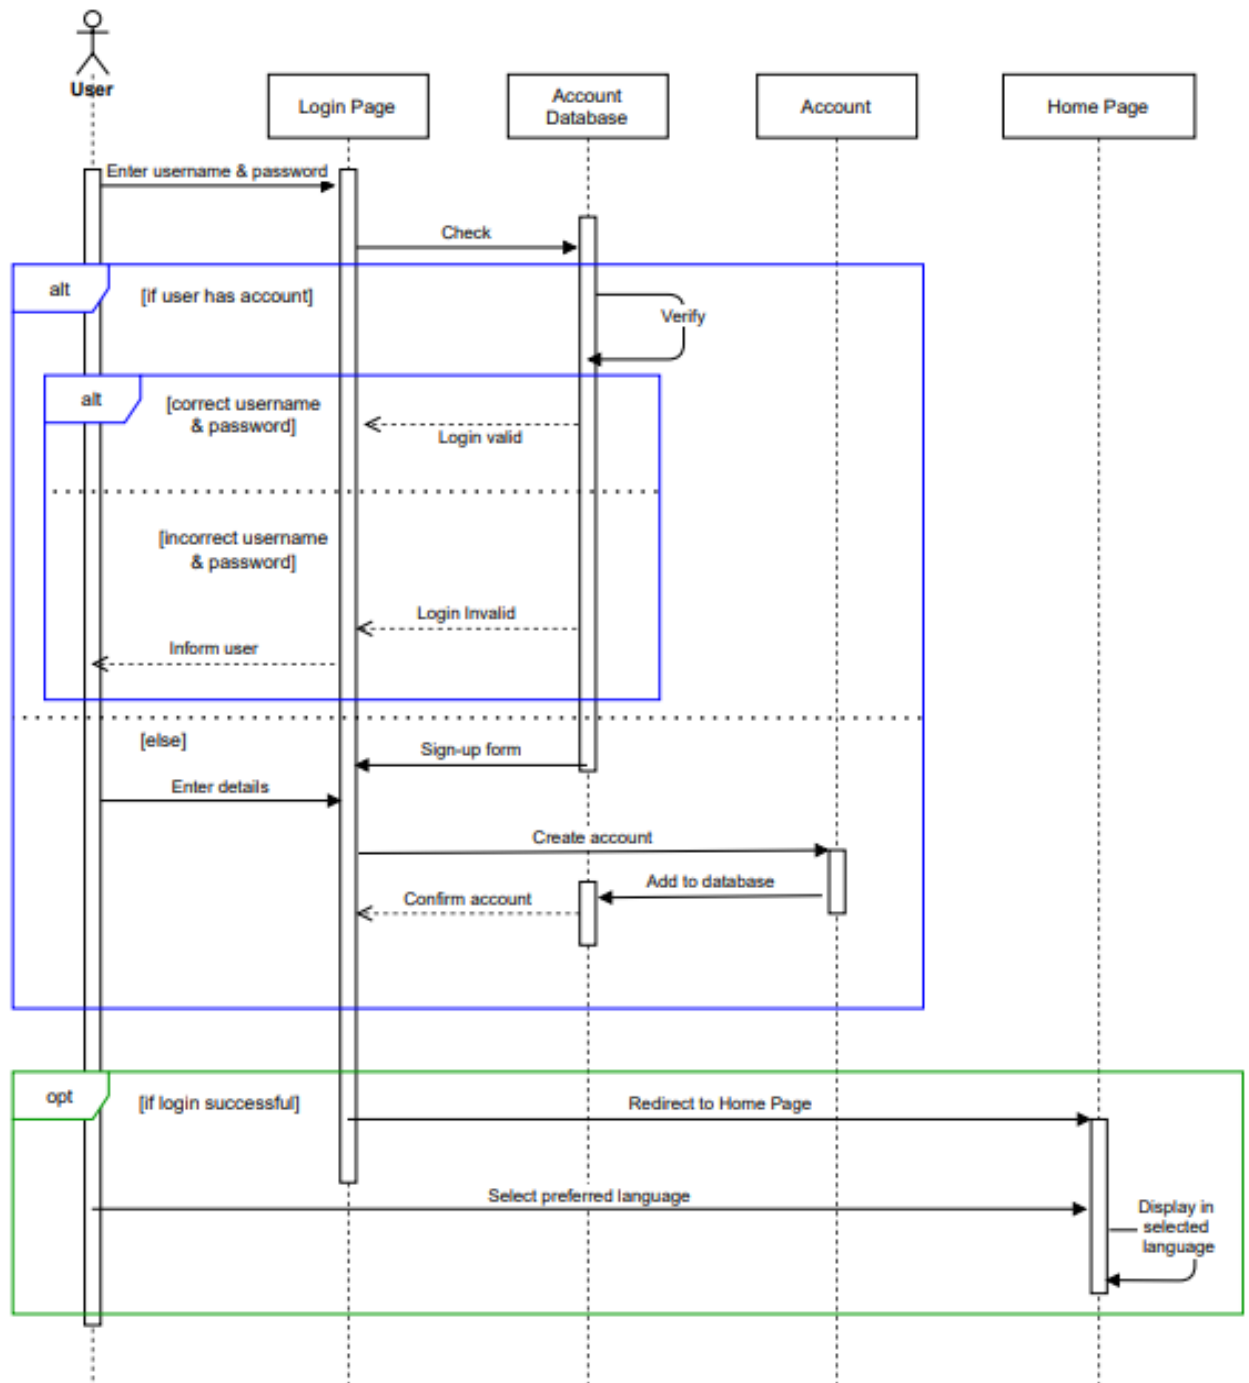 User
Login Page
Account
Database
Account
Home Page
Enter username & password
Check
alt
[if user has account]
Verify
alt
[correct username
& password]
Login valid
[incorrect username
& password]
Login Invalid
Inform user
[else]
Sign-up form
Enter details
Create account
Add to database
Confirm account
opt
[if login successful]
Redirect to Home Page
Select preferred language
Display in
selected
language